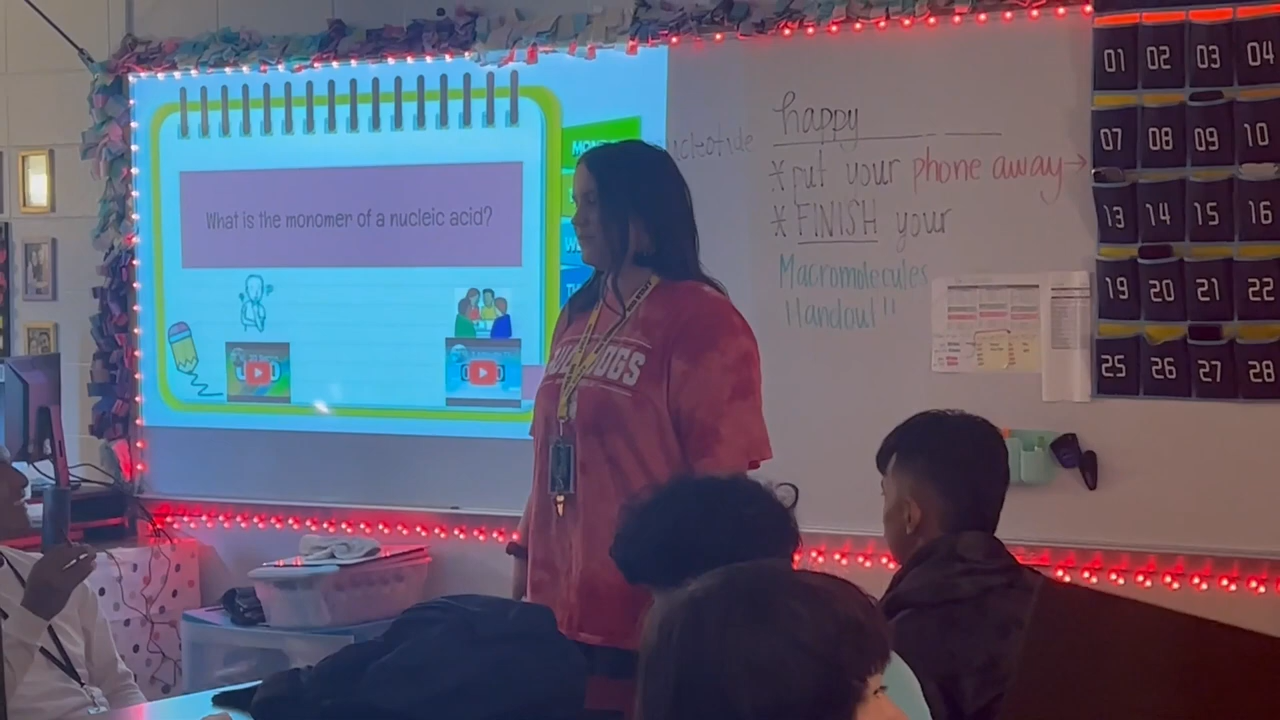 What is the monomer of a nucleic acid?
happy
*put your phone away→
* FINISH your
Macromolecules
Handout!!
01 02 03 04
07 08 09 10
13 14 15 16
19 20 21 22
25 26 27 28